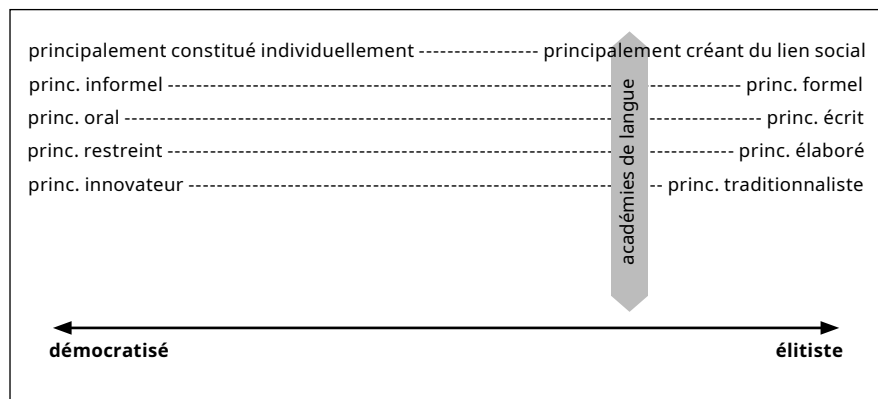 principalement constitué individuellement ----------------- principalement créant du lien social
princ. informel ---------------------------------------------------------------------------------- princ. formel
princ. oral ------------------------------------------------------------------------------------------- princ. écrit
princ. restreint --------------------------------------------------------------------------------- princ. élaboré
princ. innovateur ------------------------------------------------------------------- princ. traditionnaliste
académies de langue
démocratisé élitiste